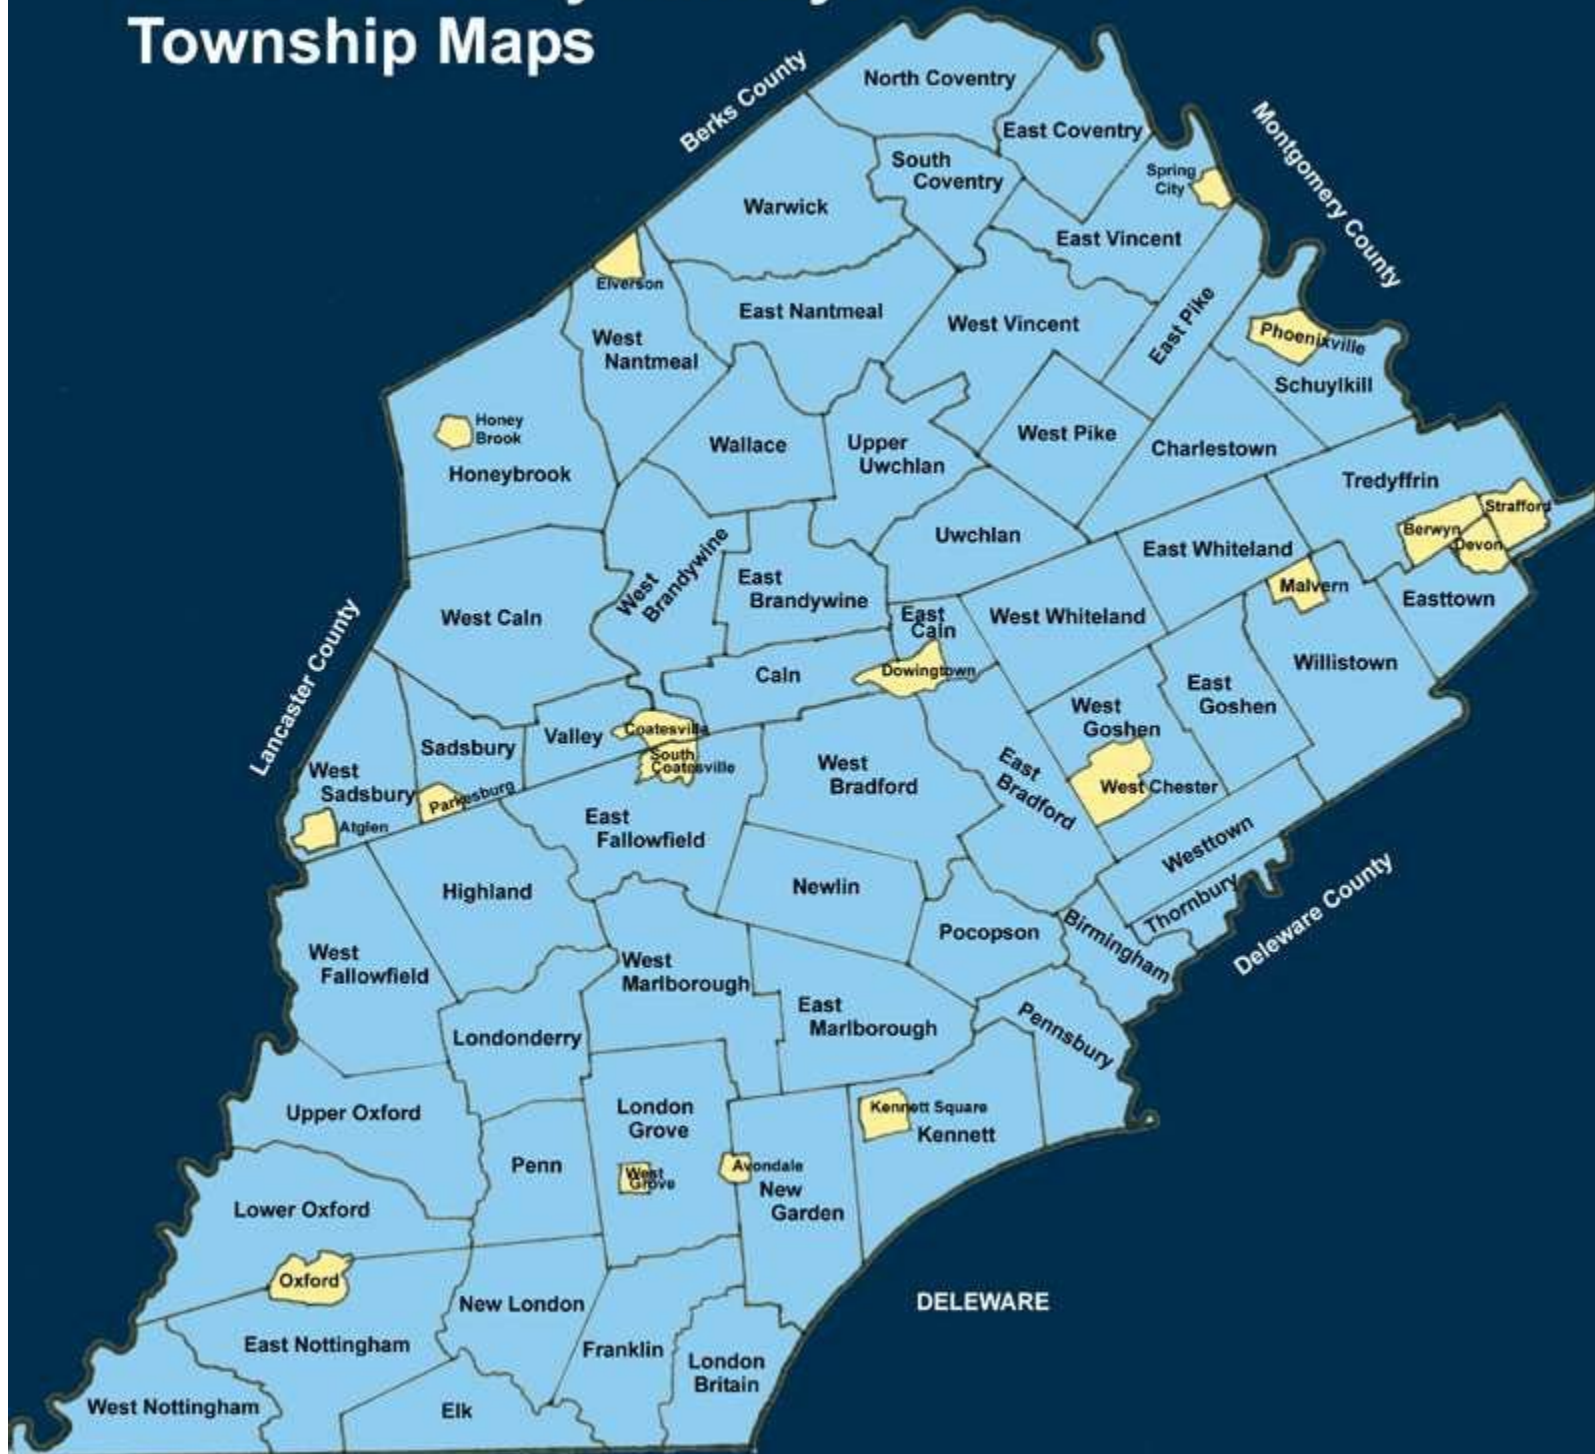 Township Maps
Berks County
Montgomery County
Lancaster County
Deleware County
DELEWARE
North Coventry
East Coventry
South
Coventry
Spring
City
Warwick
East Vincent
Elverson
East Nantmeal
West Vincent
East Pike
West
Nantmeal
Phoenixville
Schuylkill
Honey
Brook
Honeybrook
Wallace
Upper
Uwchlan
West Pike
Charlestown
Tredyffrin
Strafford
Berwyn
Devon
Uwchlan
East Whiteland
Malvern
Easttown
West
Brandywine
East
Brandywine
West Caln
East
Caln
West Whiteland
Willistown
Caln
Dowingtown
East
Goshen
West
Goshen
Valley
Coatesville
South
Coatesville
Sadsbury
West
Sadsbury
Parkesburg
Atglen
West
Bradford
East
Bradford
West Chester
East
Fallowfield
Westtown
Thornbury
Highland
Newlin
Pocopson
Birmingham
West
Fallowfield
West
Marlborough
East
Marlborough
Londonderry
Pennsbury
Upper Oxford
London
Grove
Kennett Square
Kennett
Penn
West
Grove
Avondale
New
Garden
Lower Oxford
Oxford
New London
East Nottingham
Franklin
London
Britain
West Nottingham
Elk